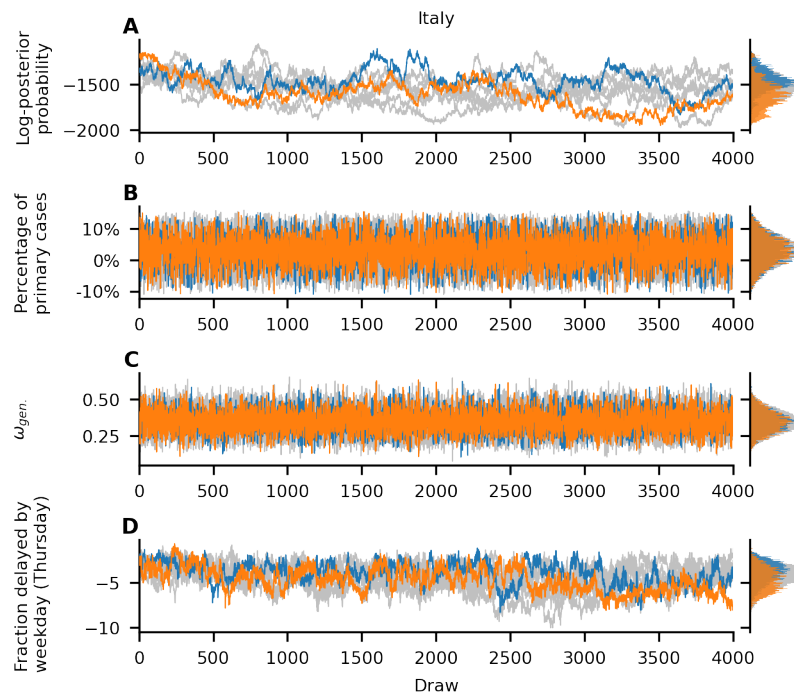 Italy
A
Log-posterior
probability
−1500
−2000
0 500 1000 1500 2000 2500 3000 3500 4000
B
Percentage of
primary cases
10%
0%
-10%
0 500 1000 1500 2000 2500 3000 3500 4000
C
ω gen.
0.50
0.25
0 500 1000 1500 2000 2500 3000 3500 4000
D
Fraction delayed by
weekday (Thursday)
−5
−10
0 500 1000 1500 2000 2500 3000 3500 4000
Draw